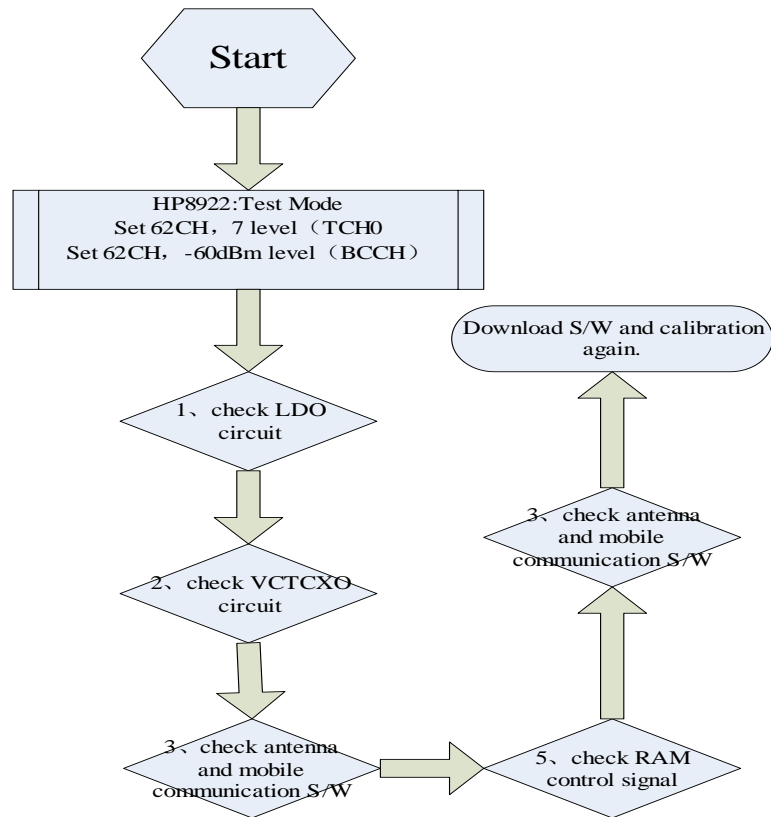 Start
HP8922:Test Mode
Set 62CH，7 level（TCH0
Set 62CH，-60dBm level（BCCH）
1、check LDO
circuit
2、check VCTCXO
circuit
3、check antenna
and mobile
communication S/W
5、check RAM
control signal
3、check antenna
and mobile
communication S/W
Download S/W and calibration
again.